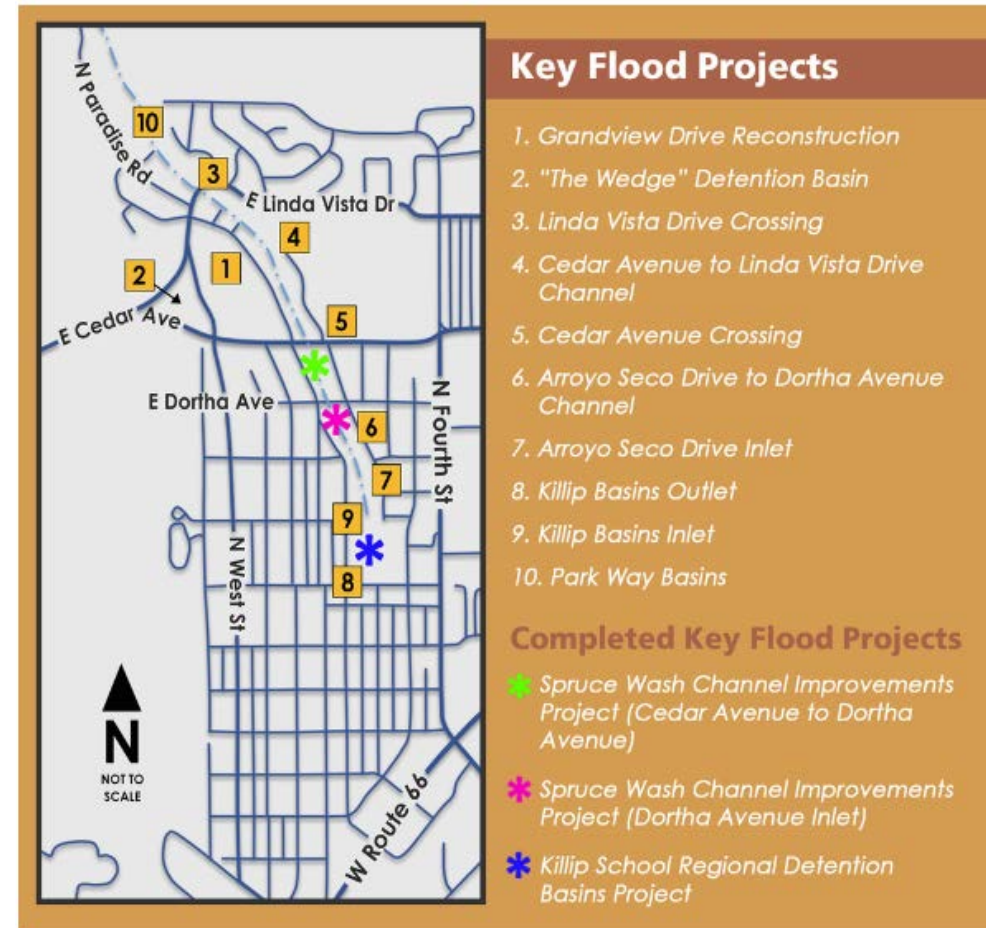 Key Flood Projects
1. Grandview Drive Reconstruction
2. "The Wedge" Detention Basin
3. Linda Vista Drive Crossing
4. Cedar Avenue to Linda Vista Drive
Channel
5. Cedar Avenue Crossing
6. Arroyo Seco Drive to Dortha Avenue
Channel
7. Arroyo Seco Drive Inlet
8. Killip Basins Outlet
9. Killip Basins Inlet
10. Park Way Basins
Completed Key Flood Projects
Spruce Wash Channel Improvements
Project (Cedar Avenue to Dortha
Avenue)
Spruce Wash Channel Improvements
Project (Dortha Avenue Inlet)
Killip School Regional Detention
Basins Project
N Paradise Rd
10
3
E Linda Vista Dr
4
1
2
E Cedar Ave
5
E Dortha Ave
N Fourth St
6
7
9
8
N West St
N
NOT TO
SCALE
W Route 66